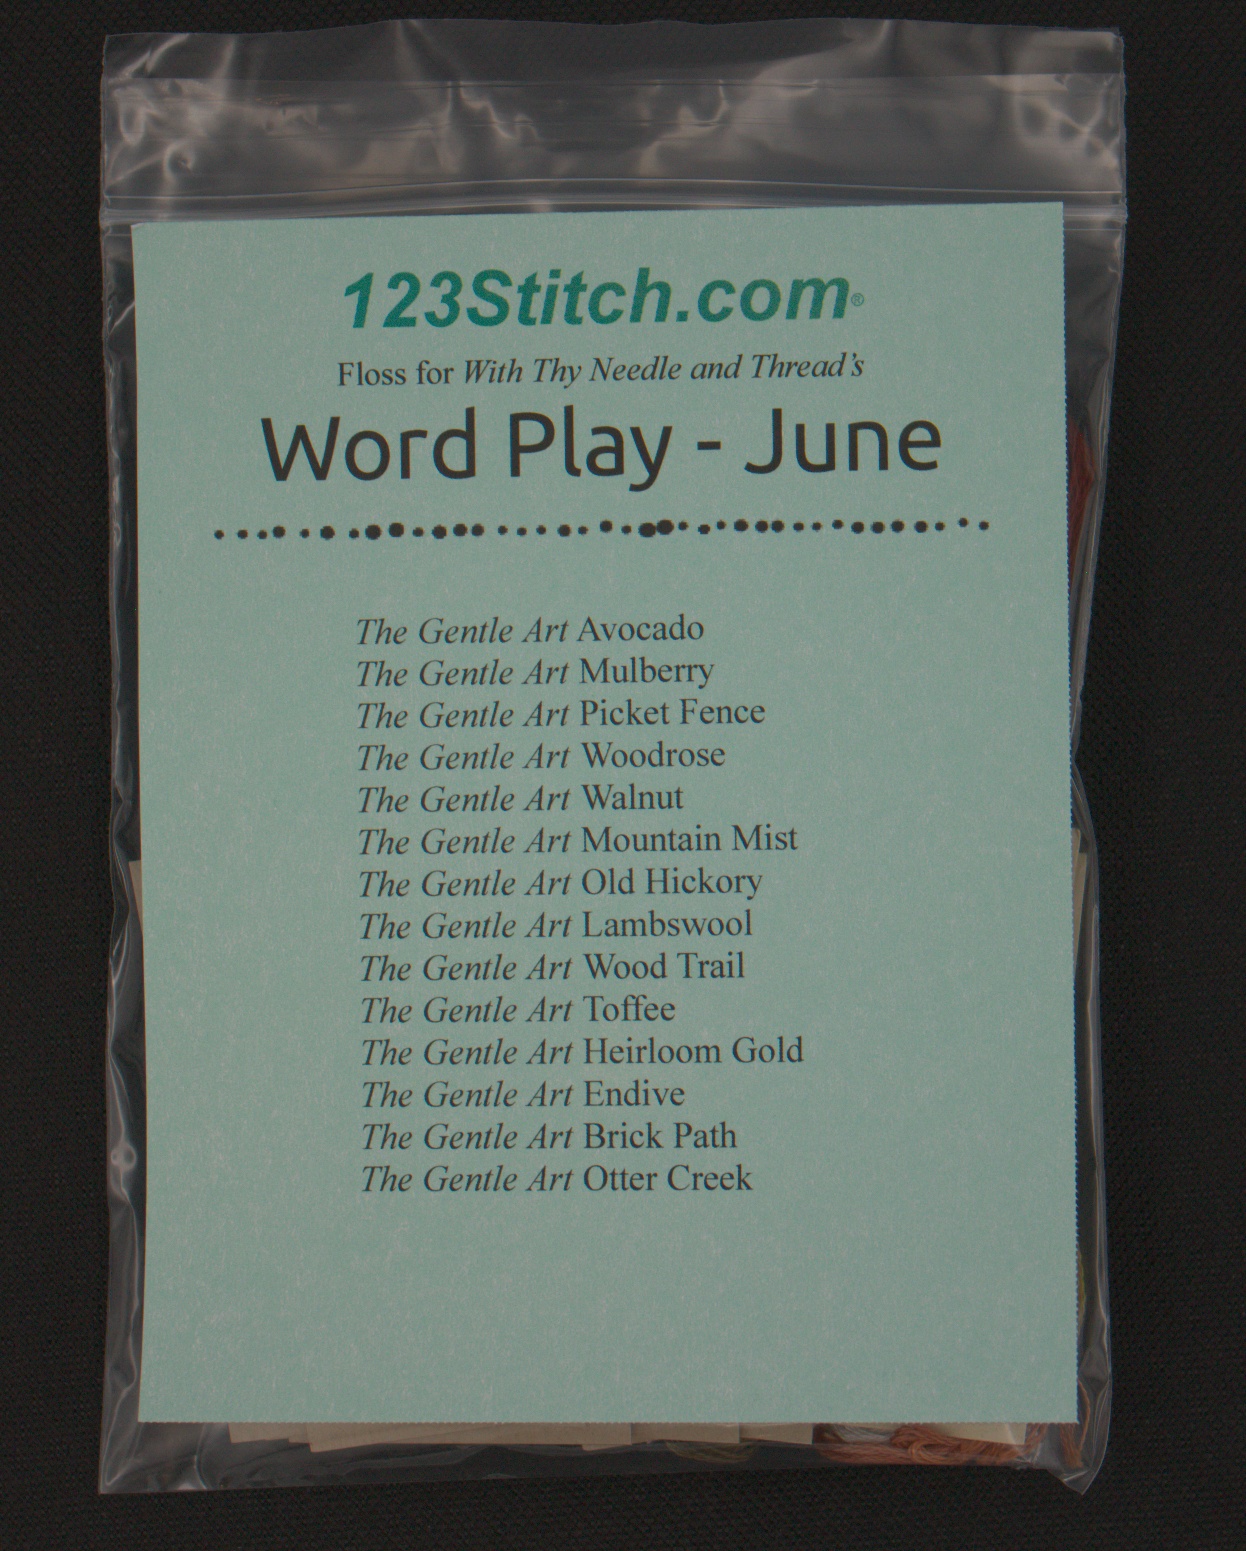 123Stitch.com®
Floss for With Thy Needle and Thread's
Word Play - June
The Gentle Art Avocado
The Gentle Art Mulberry
The Gentle Art Picket Fence
The Gentle Art Woodrose
The Gentle Art Walnut
The Gentle Art Mountain Mist
The Gentle Art Old Hickory
The Gentle Art Lambswool
The Gentle Art Wood Trail
The Gentle Art Toffee
The Gentle Art Heirloom Gold
The Gentle Art Endive
The Gentle Art Brick Path
The Gentle Art Otter Creek